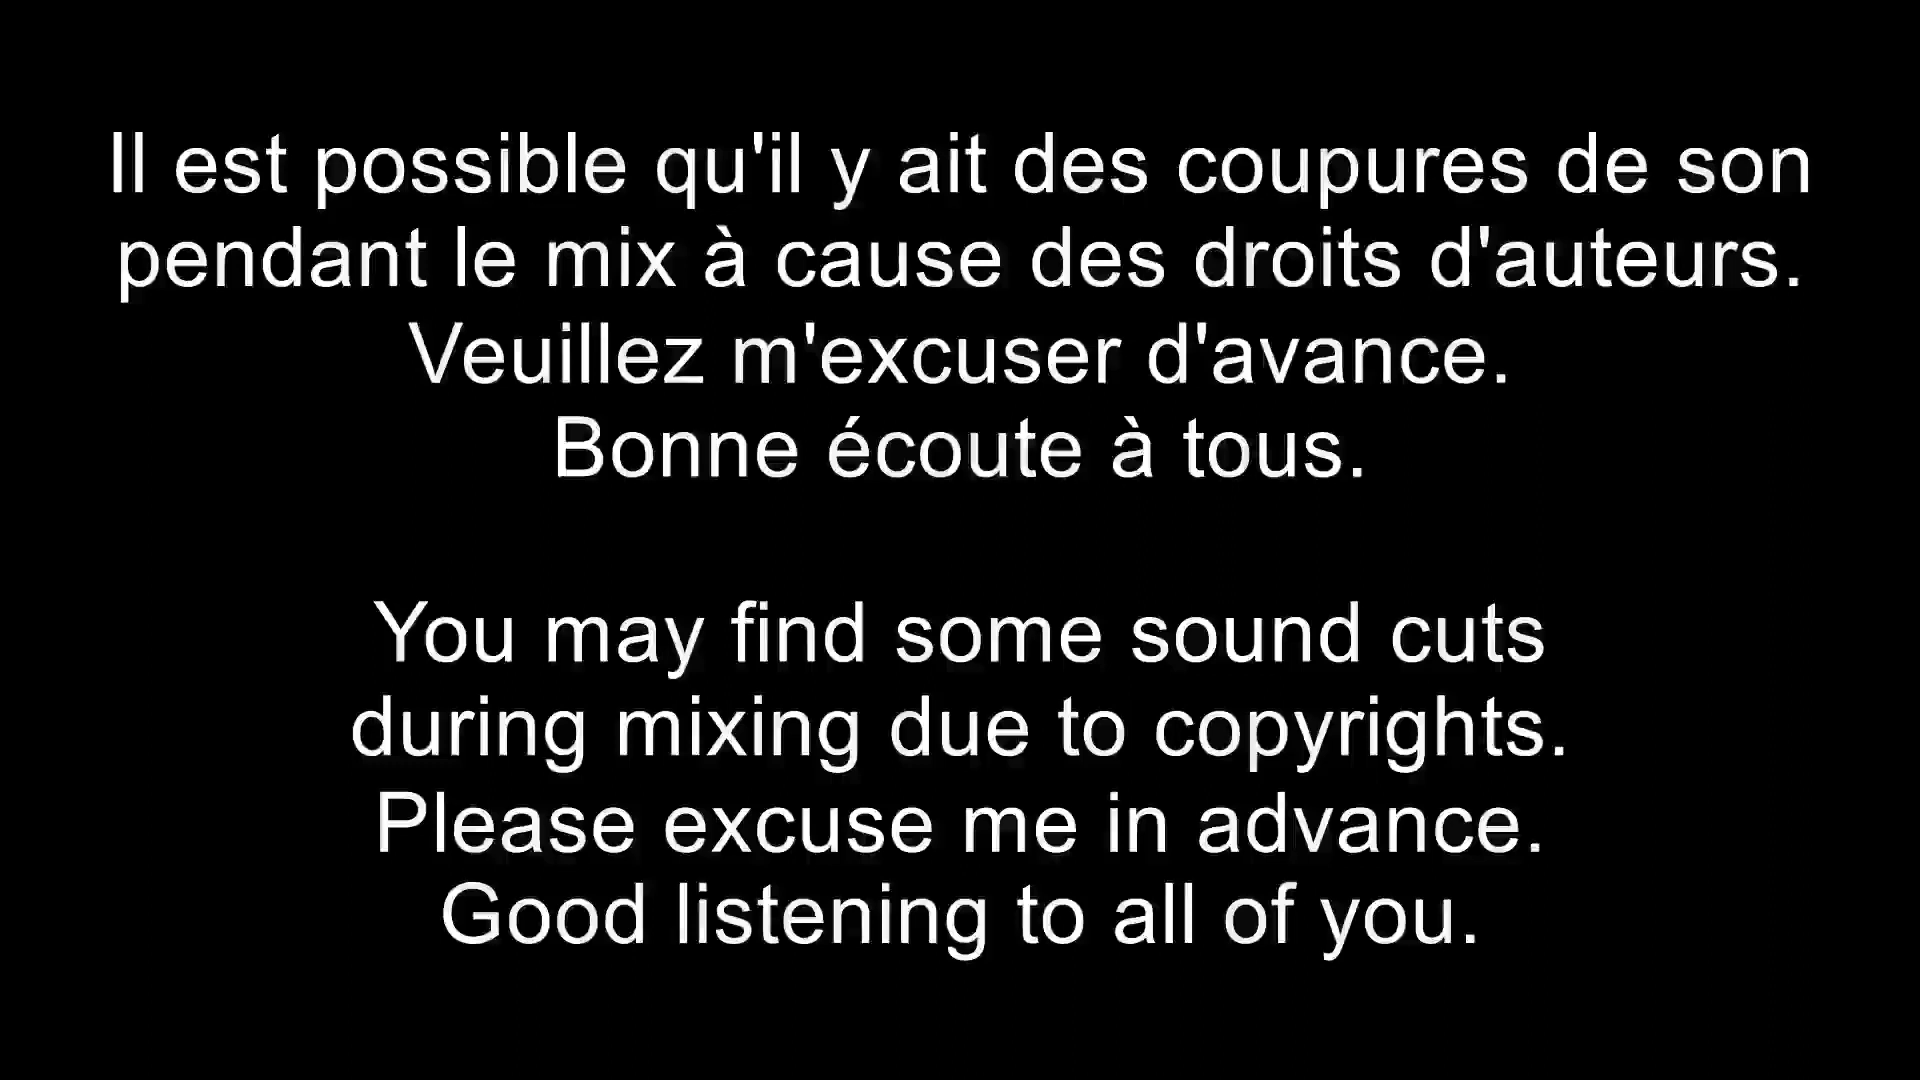 Il est possible qu'il y ait des coupures de son
pendant le mix à cause des droits d'auteurs.
Veuillez m'excuser d'avance.
Bonne écoute à tous.
You may find some sound cuts
during mixing due to copyrights.
Please excuse me in advance.
Good listening to all of you.